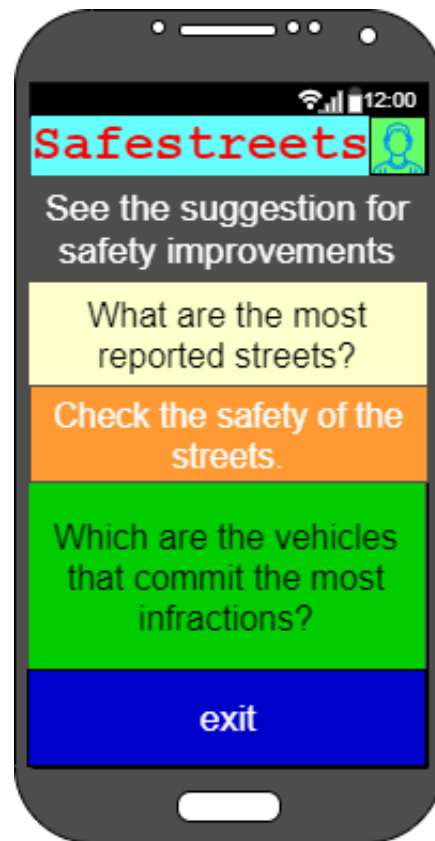 12:00
Safestreets
See the suggestion for
safety improvements
What are the most
reported streets?
Check the safety of the
streets.
Which are the vehicles
that commit the most
infractions?
exit